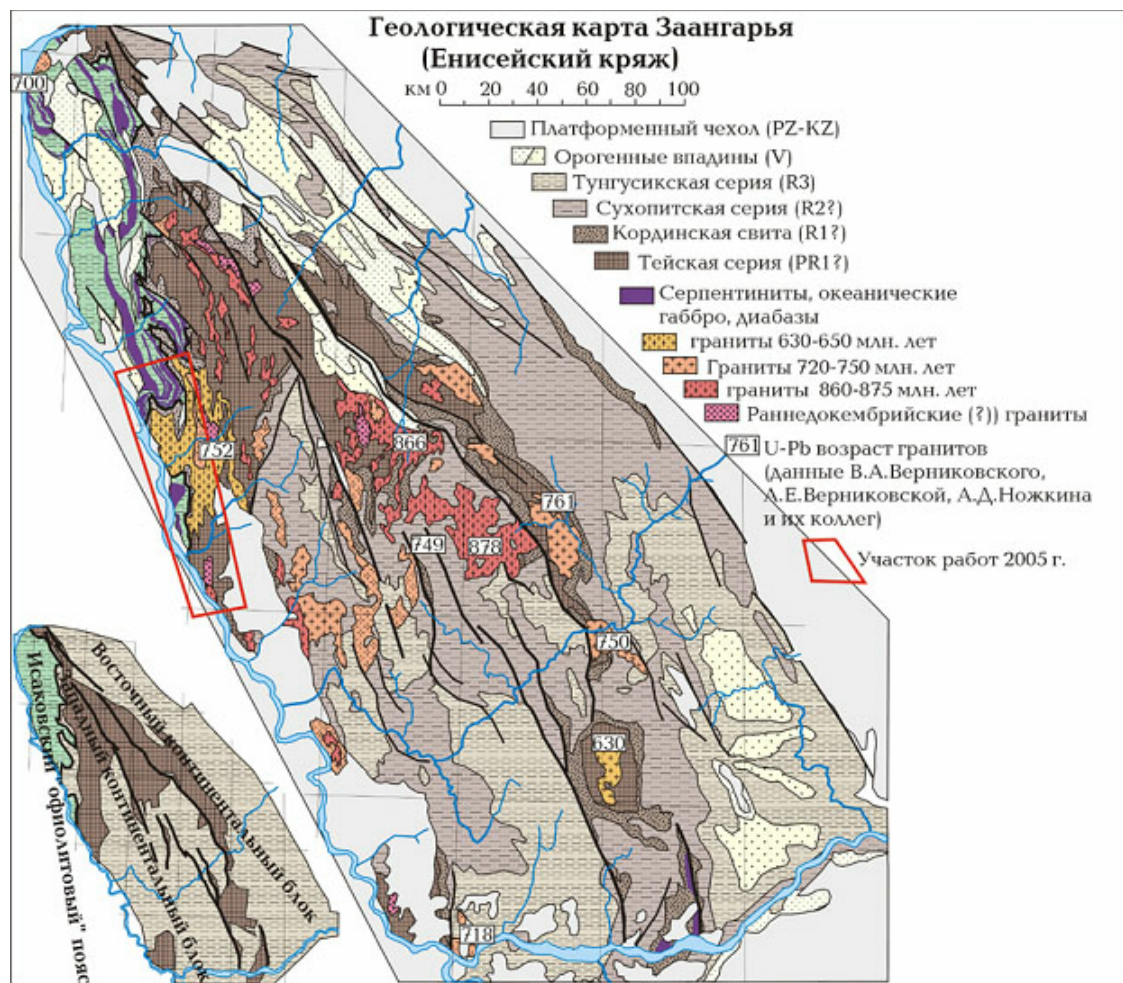 Геологическая карта Заангарья
(Енисейский кряж)
км 0 20 40 60 80 100
Платформенный чехол (PZ-KZ)
Орогенные впадины (V)
Тунгусикская серия (R3)
Сухопитская серия (R2?)
Кординская свита (R1?)
Тейская серия (PR1?)
Серпентиниты, океанические
габбро, диабазы
граниты 630-650 млн. лет
Граниты 720-750 млн. лет
граниты 860-875 млн. лет
Раннедокембрийские (?)) граниты
761 U-Pb возраст гранитов
(данные В.А.Верниковского,
А.Е.Верниковской, А.Д.Ножкина
и их коллег)
Участок работ 2005 г.
700
752
866
761
749
878
750
630
718
Исаковский "офиолитовый" пояс
Западный континентальный блок
Восточный континентальный блок